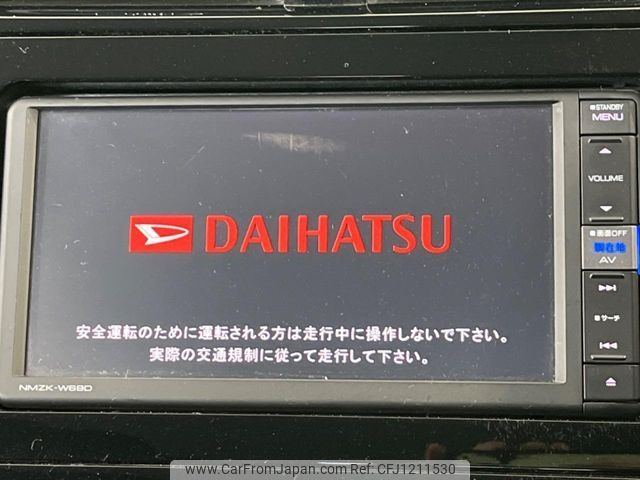 STANDBY
MENU
VOLUME
画面OFF
現在地
AV
サーチ
DAIHATSU
安全運転のために運転される方は走行中に操作しないで下さい。
実際の交通規制に従って走行して下さい。
NMZK-W68D
www.CarFromJapan.com REF: CFJ1211530